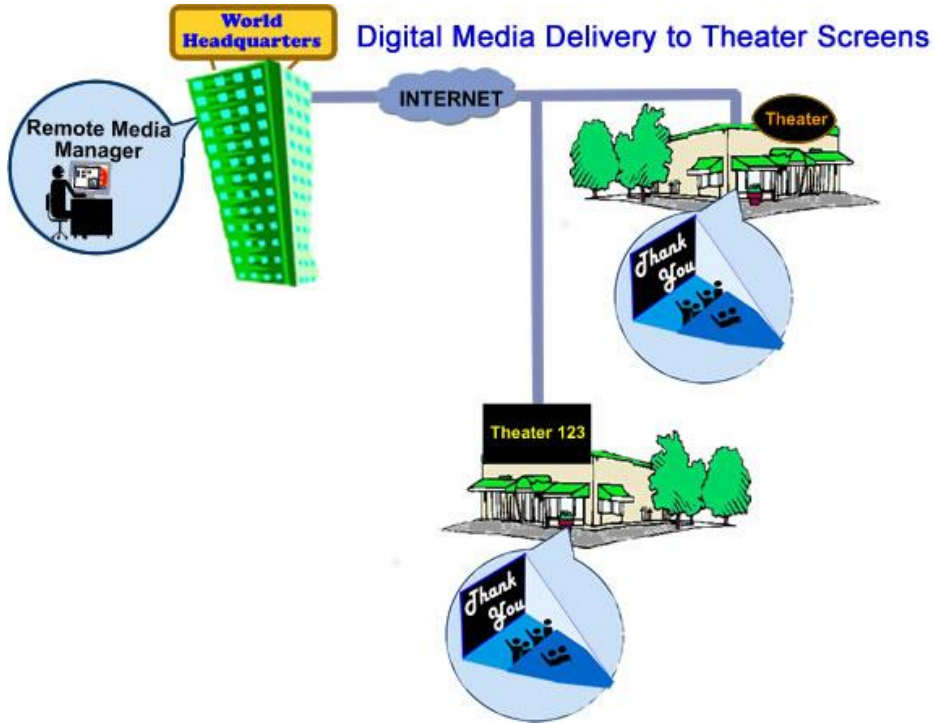 World
Headquarters
Digital Media Delivery to Theater Screens
INTERNET
Remote Media
Manager
Theater
Thank
You
Theater 123
Thank
You